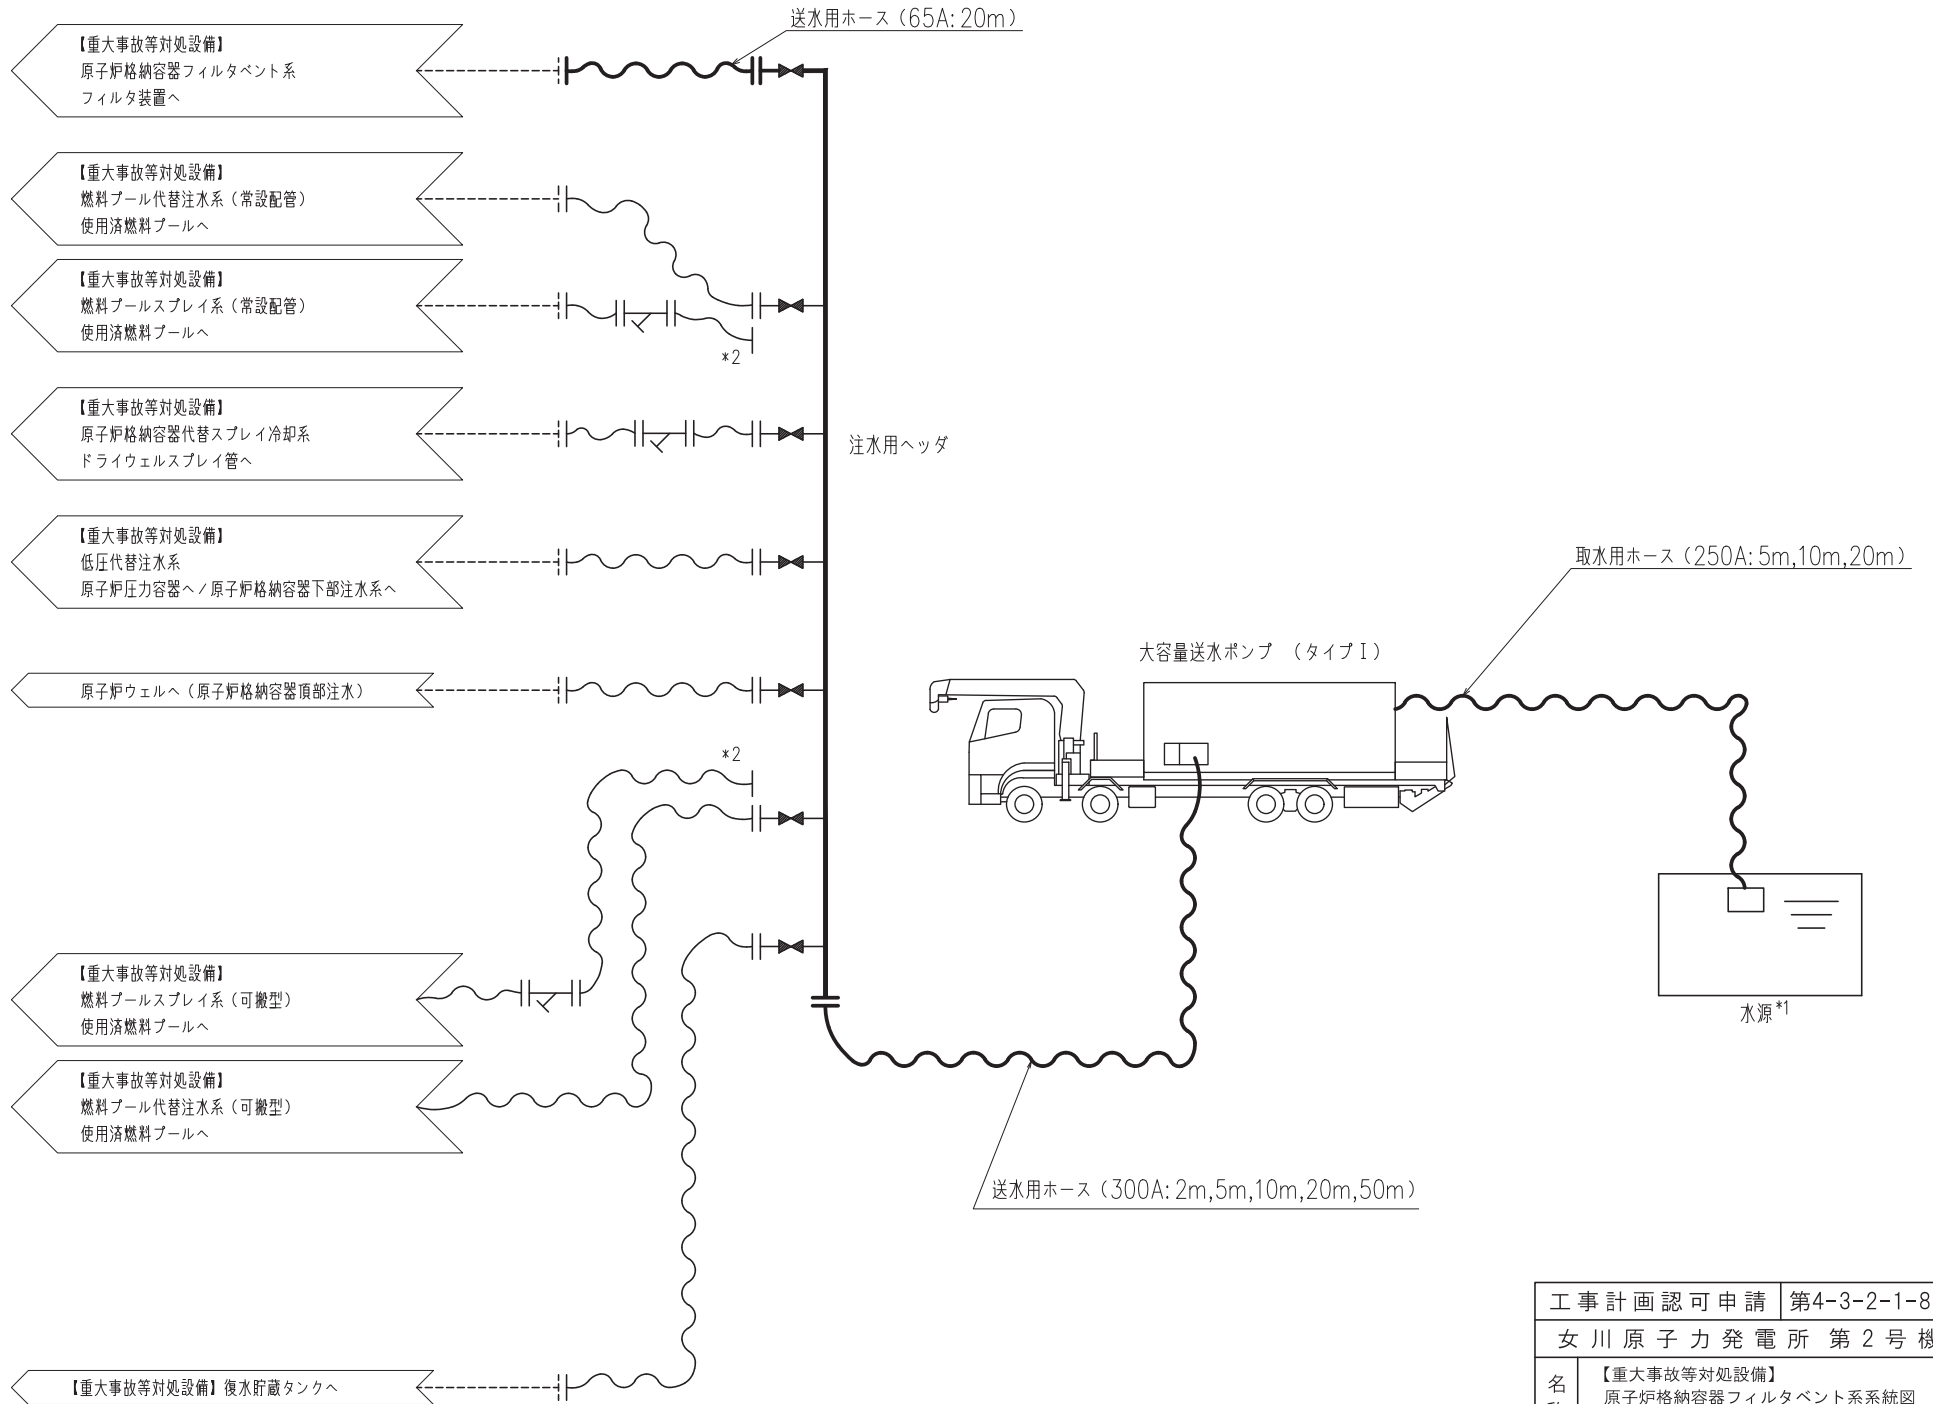 送水用ホース（65A:20m）
【重大事故等対処設備】
原子炉格納容器フィルタベント系
フィルタ装置へ
【重大事故等対処設備】
燃料プール代替注水系（常設配管）
使用済燃料プールへ
【重大事故等対処設備】
燃料プールスプレイ系（常設配管）
使用済燃料プールへ
*2
【重大事故等対処設備】
原子炉格納容器代替スプレイ冷却系
ドライウェルスプレイ管へ
注水用ヘッダ
【重大事故等対処設備】
低圧代替注水系
原子炉圧力容器へ／原子炉格納容器下部注水系へ
取水用ホース（250A:5m,10m,20m）
大容量送水ポンプ （タイプⅠ）
原子炉ウェルへ（原子炉格納容器頂部注水）
*2
【重大事故等対処設備】
燃料プールスプレイ系（可搬型）
使用済燃料プールへ
水源*1
【重大事故等対処設備】
燃料プール代替注水系（可搬型）
使用済燃料プールへ
送水用ホース（300A:2m,5m,10m,20m,50m）
【重大事故等対処設備】復水貯蔵タンクへ
工事計画認可申請 第4-3-2-1-8
女川原子力発電所 第2号機
名
【重大事故等対処設備】
原子炉格納容器フィルタベント系系統図